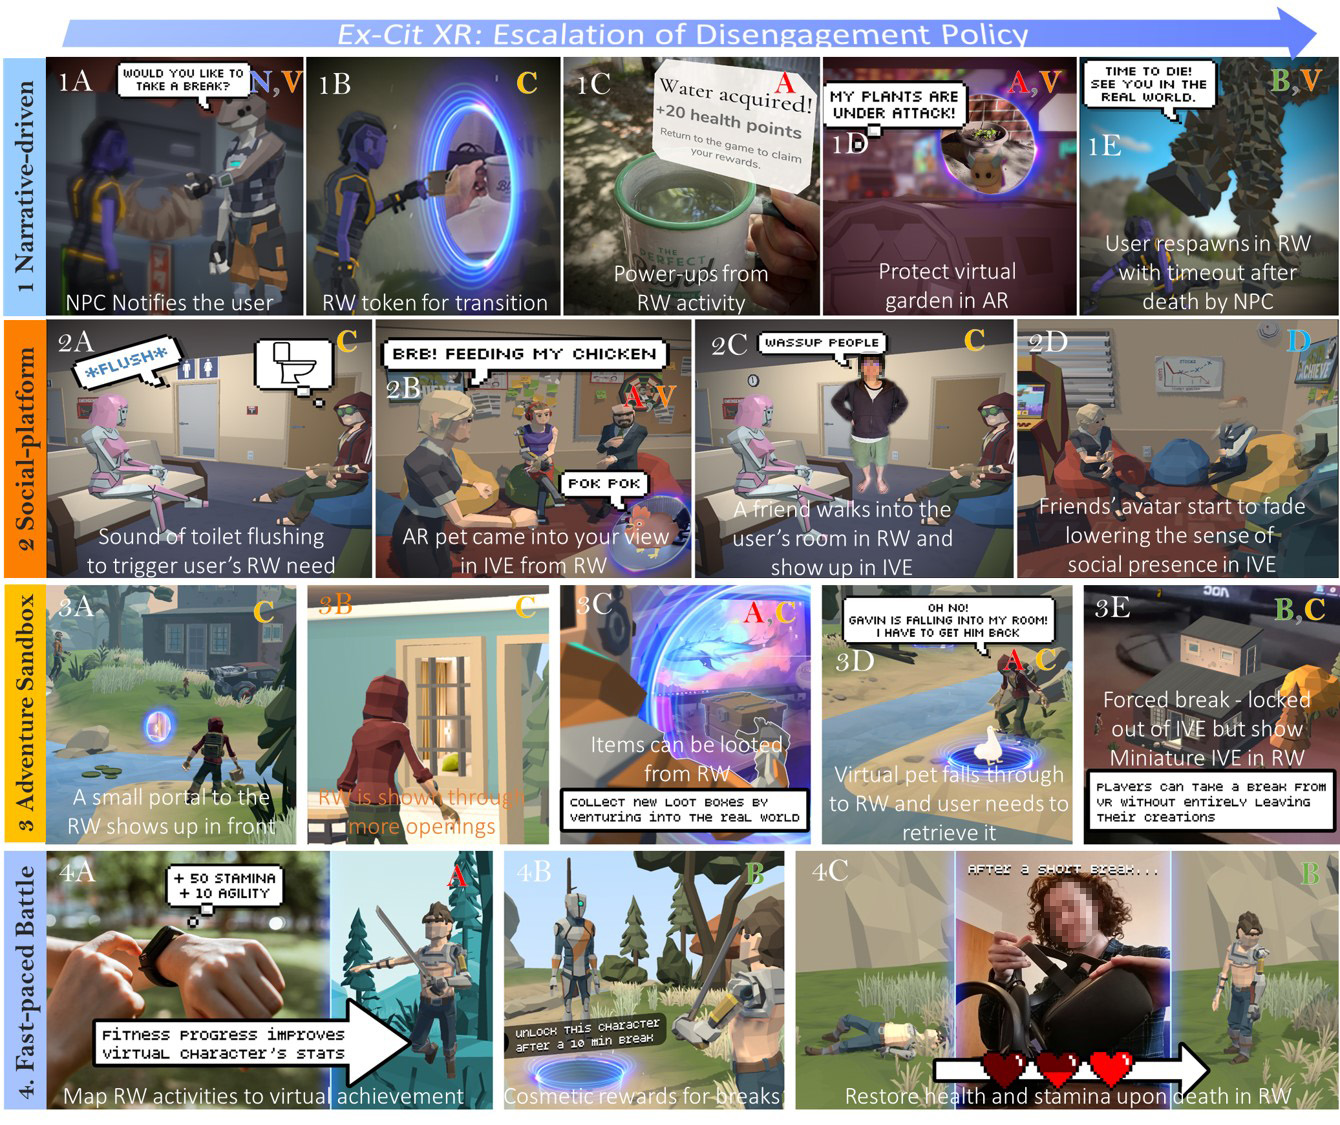 Ex-Cit XR: Escalation of Disengagement Policy
1 Narrative-driven
1A
WOULD YOU LIKE TO
TAKE A BREAK?
N,V
NPC Notifies the user
1B
C
RW token for transition
1C
A
Water acquired!
+20 health points
Return to the game to claim
your rewards.
THE
PERFECT
Power-ups from
RW activity
A,V
MY PLANTS ARE
UNDER ATTACK!
1D
Protect virtual
garden in AR
TIME TO DIE!
SEE YOU IN THE
REAL WORLD.
B,V
1E
User respawns in RW
with timeout after
death by NPC
2 Social-platform
2A
*FLUSH*
C
Sound of toilet flushing
to trigger user's RW need
BRB! FEEDING MY CHICKEN
2B
A V
POK POK
AR pet came into your view
in IVE from RW
2C
WASSUP PEOPLE
C
A friend walks into the
user's room in RW and
show up in IVE
2D
D
Friends' avatar start to fade
lowering the sense of
social presence in IVE
3 Adventure Sandbox
3A
C
A small portal to the
RW shows up in front
3B
C
RW is shown through
more openings
3C
A,C
Items can be looted
from RW
COLLECT NEW LOOT BOXES BY
VENTURING INTO THE REAL WORLD
OH NO!
GAVIN IS FALLING INTO MY ROOM!
I HAVE TO GET HIM BACK
3D
A,C
Virtual pet falls through
to RW and user needs to
retrieve it
3E
B,C
Forced break - locked
out of IVE but show
Miniature IVE in RW
PLAYERS CAN TAKE A BREAK FROM
VR WITHOUT ENTIRELY LEAVING
THEIR CREATIONS
4. Fast-paced Battle
4A
+ 50 STAMINA
+ 10 AGILITY
A
FITNESS PROGRESS IMPROVES
VIRTUAL CHARACTER'S STATS
Map RW activities to virtual achievement
4B
B
UNLOCK THIS CHARACTER
AFTER A 10 MIN BREAK
Cosmetic rewards for breaks
4C
AFTER A SHORT BREAK...
B
Restore health and stamina upon death in RW